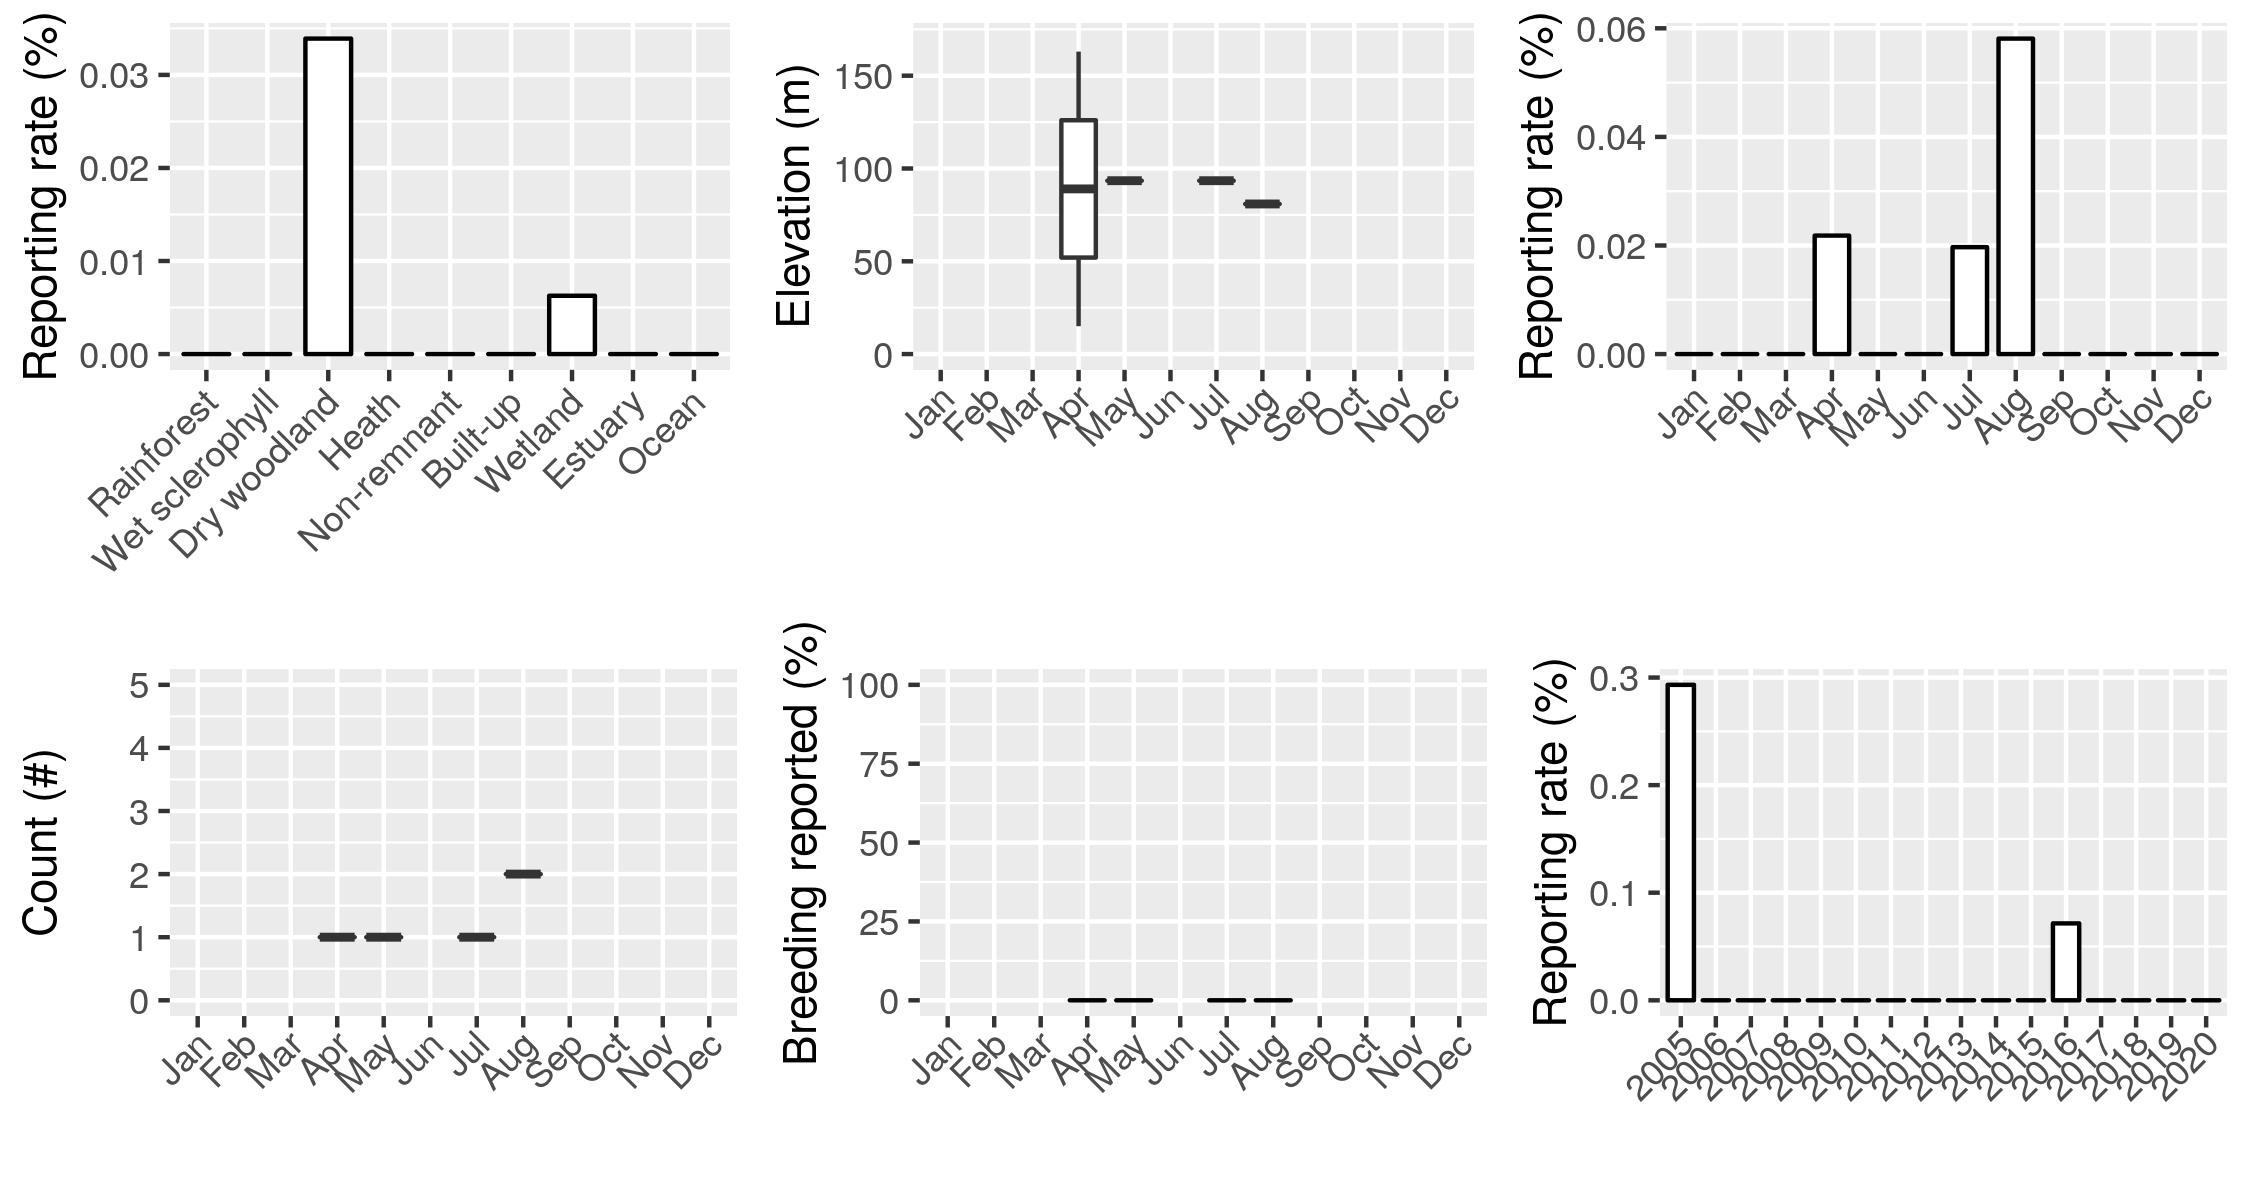 Reporting rate (%)
0.03
0.02
0.01
0.00
Rainforest
Wet sclerophyll
Dry woodland
Heath
Non-remnant
Built-up
Wetland
Estuary
Ocean
Elevation (m)
150
100
50
0
Jan
Feb
Mar
Apr
May
Jun
Jul
Aug
Sep
Oct
Nov
Dec
Reporting rate (%)
0.06
0.04
0.02
0.00
Jan
Feb
Mar
Apr
May
Jun
Jul
Aug
Sep
Oct
Nov
Dec
Count (#)
5
4
3
2
1
0
Jan
Feb
Mar
Apr
May
Jun
Jul
Aug
Sep
Oct
Nov
Dec
Breeding reported (%)
100
75
50
25
0
Jan
Feb
Mar
Apr
May
Jun
Jul
Aug
Sep
Oct
Nov
Dec
Reporting rate (%)
0.3
0.2
0.1
0.0
2005
2006
2007
2008
2009
2010
2011
2012
2013
2014
2015
2016
2017
2018
2019
2020